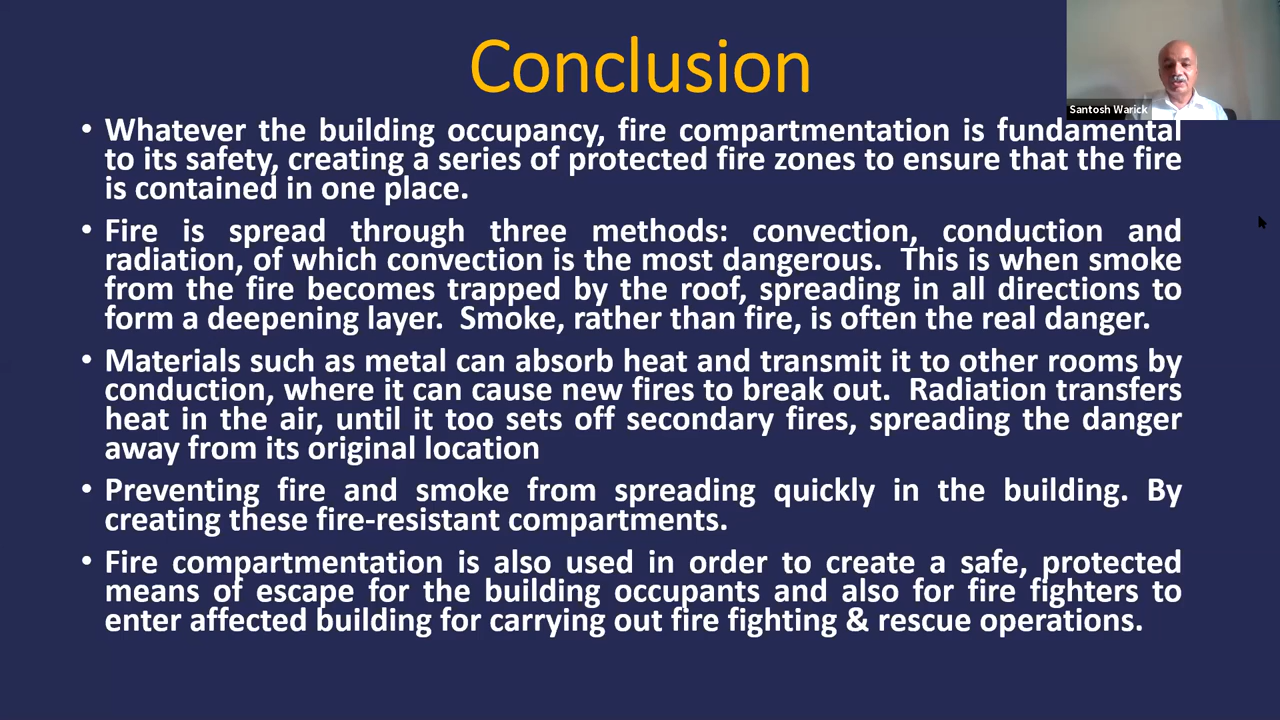 Conclusion
Santosh Warick
• Whatever the building occupancy, fire compartmentation is fundamental
to its safety, creating a series of protected fire zones to ensure that the fire
is contained in one place.
• Fire is spread through three methods: convection, conduction and
radiation, of which convection is the most dangerous.  This is when smoke
from the fire becomes trapped by the roof, spreading in all directions to
form a deepening layer.  Smoke, rather than fire, is often the real danger.
• Materials such as metal can absorb heat and transmit it to other rooms by
conduction, where it can cause new fires to break out.  Radiation transfers
heat in the air, until it too sets off secondary fires, spreading the danger
away from its original location
• Preventing fire and smoke from spreading quickly in the building. By
creating these fire-resistant compartments.
• Fire compartmentation is also used in order to create a safe, protected
means of escape for the building occupants and also for fire fighters to
enter affected building for carrying out fire fighting & rescue operations.